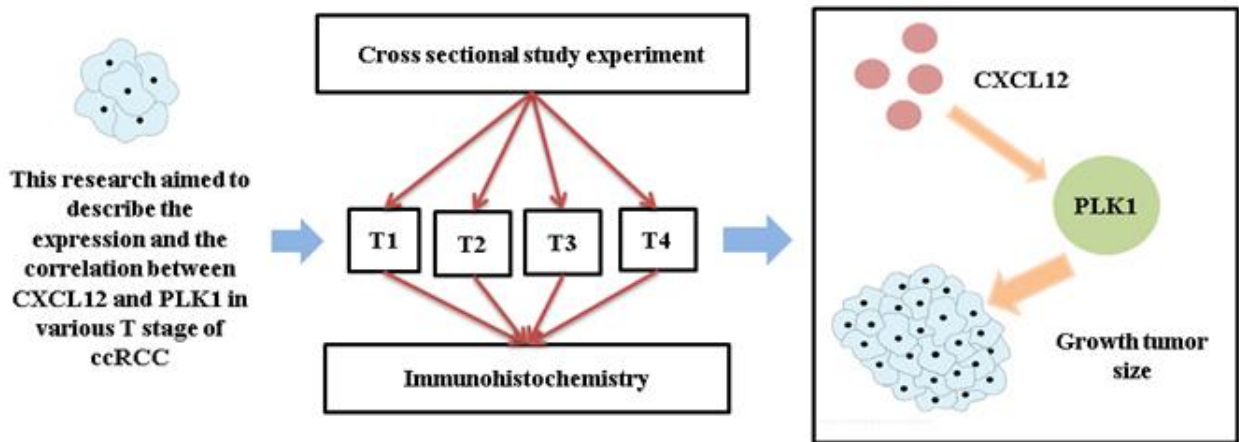 This research aimed to
describe the
expression and the
correlation between
CXCL12 and PLK1 in
various T stage of
ccRCC
Cross sectional study experiment
T1
T2
T3
T4
Immunohistochemistry
CXCL12
PLK1
Growth tumor
size